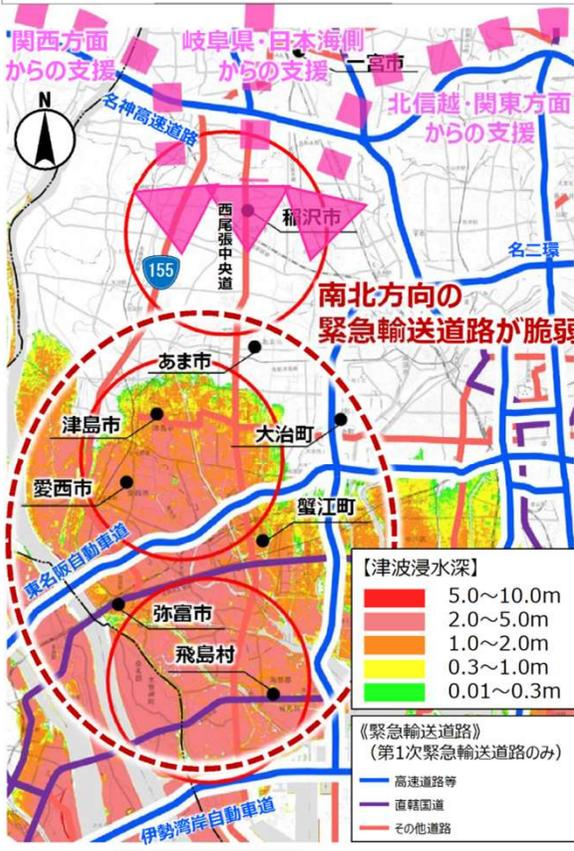 関西方面
からの支援
岐阜県・日本海側
からの支援
一宮市
北信越・関東方面
からの支援
N
名神高速道路
西尾張中央道
稲沢市
155
名二環
南北方向の
緊急輸送道路が脆弱
あま市
津島市
大治町
愛西市
蟹江町
東名阪自動車道
弥富市
飛島村
【津波浸水深】
5.0～10.0m
2.0～5.0m
1.0～2.0m
0.3～1.0m
0.01～0.3m
《緊急輸送道路》
（第1次緊急輸送道路のみ）
高速道路等
直轄国道
その他道路
伊勢湾岸自動車道